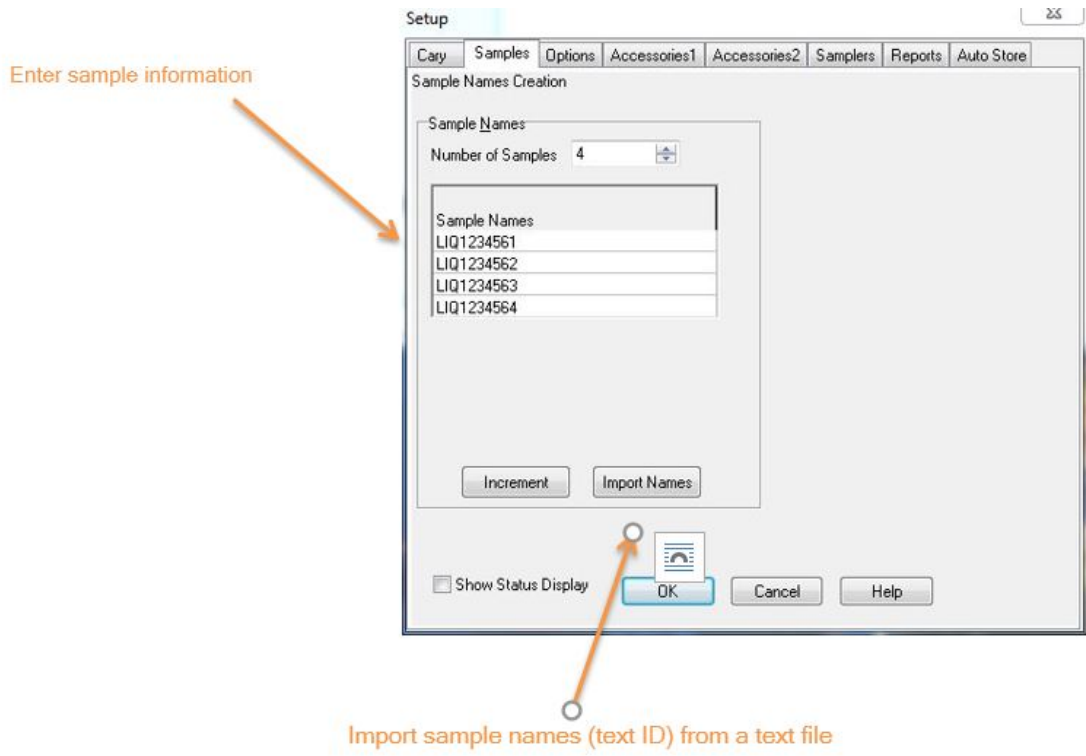 Setup
Cary Samples Options Accessories1 Accessories2 Samplers Reports Auto Store
Enter sample information
Sample Names Creation
Sample Names
Number of Samples 4
Sample Names
LIQ1234561
LIQ1234562
LIQ1234563
LIQ1234564
Increment Import Names
Show Status Display OK Cancel Help
Import sample names (text ID) from a text file